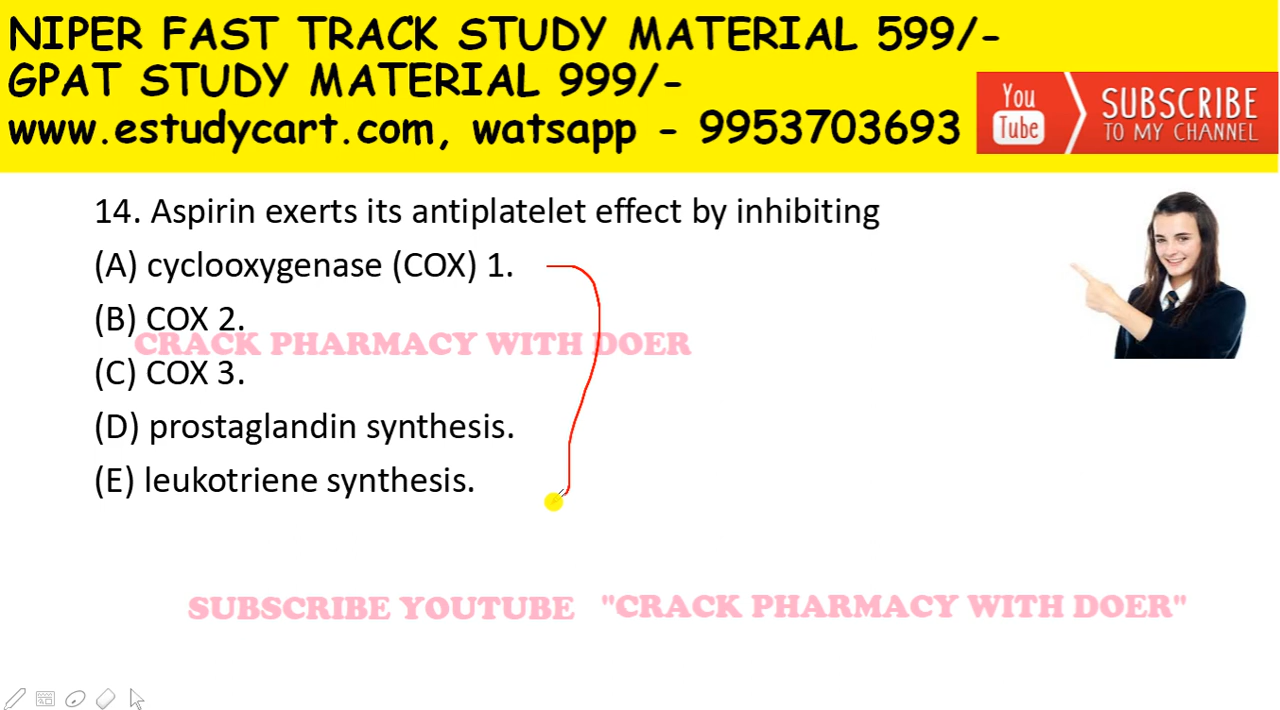 NIPER FAST TRACK STUDY MATERIAL 599/-
GPAT STUDY MATERIAL 999/-
www.estudycart.com, watsapp - 9953703693
You
Tube
SUBSCRIBE
TO MY CHANNEL
14. Aspirin exerts its antiplatelet effect by inhibiting
(A) cyclooxygenase (COX) 1.
(B) COX 2.
CRACK PHARMACY WITH DOER
(C) COX 3.
(D) prostaglandin synthesis.
(E) leukotriene synthesis.
SUBSCRIBE YOUTUBE "CRACK PHARMACY WITH DOER"